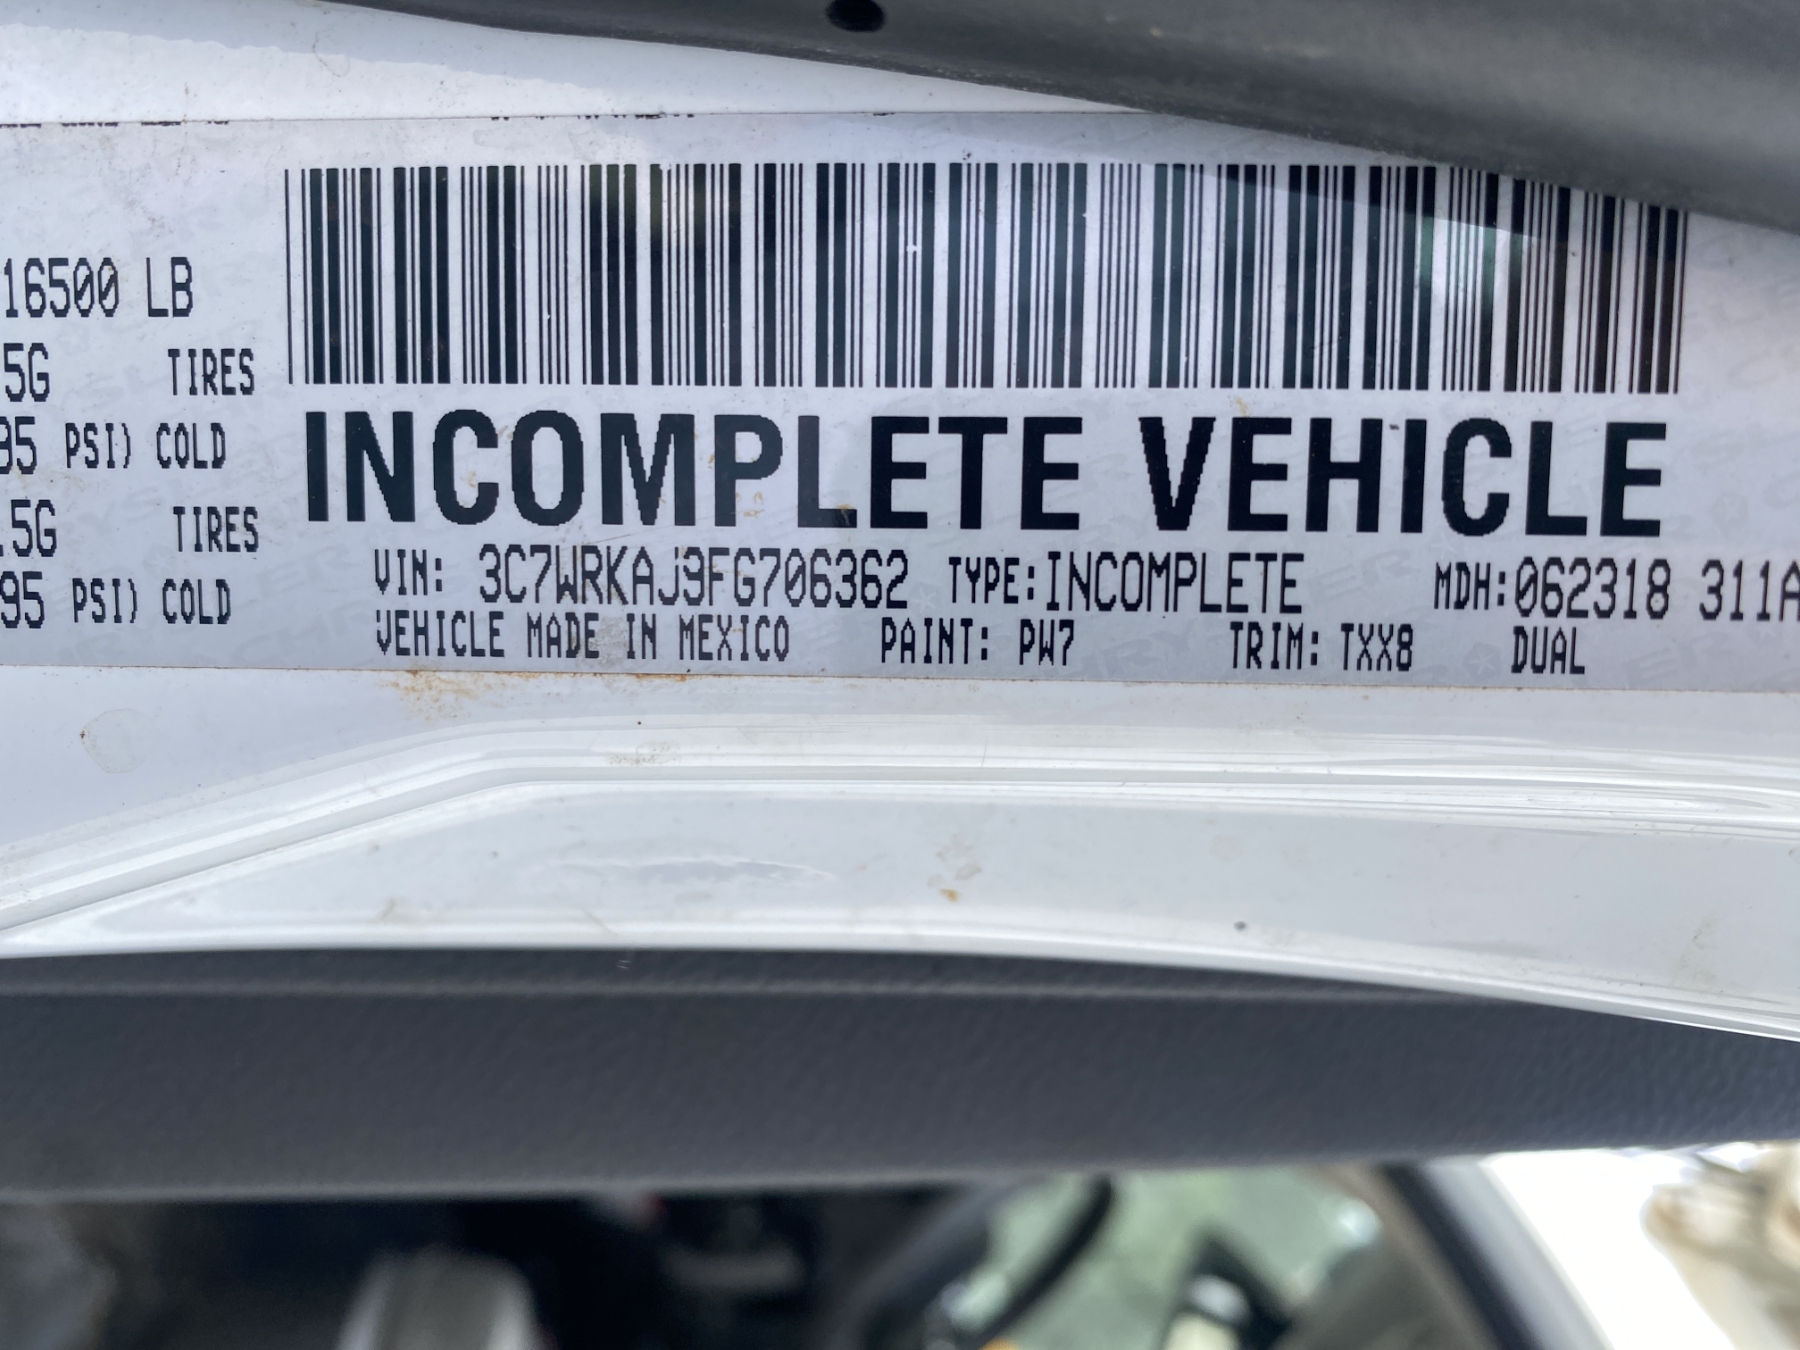 16500 LB
5G TIRES
95 PSI) COLD
.5G TIRES
95 PSI) COLD
INCOMPLETE VEHICLE
VIN: 3C7WRKAJ9FG706362 TYPE:INCOMPLETE MDH:062318 311A
VEHICLE MADE IN MEXICO PAINT: PW7 TRIM: TXX8 DUAL